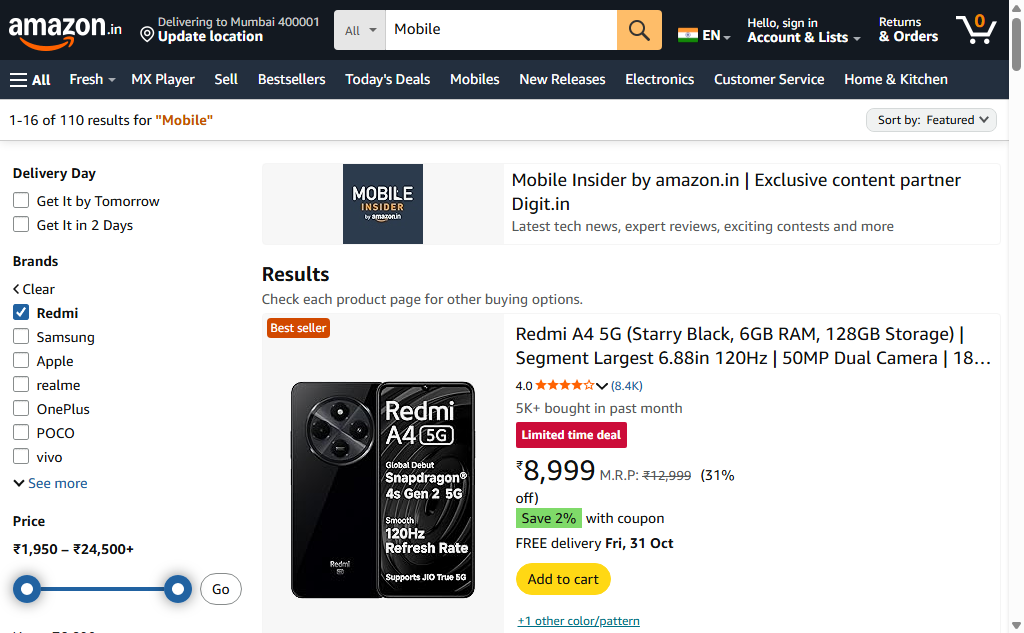 amazon.in
Delivering to Mumbai 400001
Update location
All
Mobile
EN
Hello, sign in
Account & Lists
Returns
& Orders
0
All
Fresh
MX Player
Sell
Bestsellers
Today's Deals
Mobiles
New Releases
Electronics
Customer Service
Home & Kitchen
1-16 of 110 results for "Mobile"
Sort by: Featured
Delivery Day
Get It by Tomorrow
Get It in 2 Days
Brands
Clear
Redmi
Samsung
Apple
realme
OnePlus
POCO
vivo
See more
Price
₹1,950 – ₹24,500+
Go
MOBILE
INSIDER
by amazon.in
Mobile Insider by amazon.in | Exclusive content partner
Digit.in
Latest tech news, expert reviews, exciting contests and more
Results
Check each product page for other buying options.
Best seller
Redmi
A4 5G
Global Debut
Snapdragon®
4s Gen 2 5G
Smooth
120Hz
Refresh Rate
Supports JIO True 5G
Redmi
5G
Redmi A4 5G (Starry Black, 6GB RAM, 128GB Storage) |
Segment Largest 6.88in 120Hz | 50MP Dual Camera | 18…
4.0 (8.4K)
5K+ bought in past month
Limited time deal
₹8,999 M.R.P: ₹12,999 (31%
off)
Save 2% with coupon
FREE delivery Fri, 31 Oct
Add to cart
+1 other color/pattern